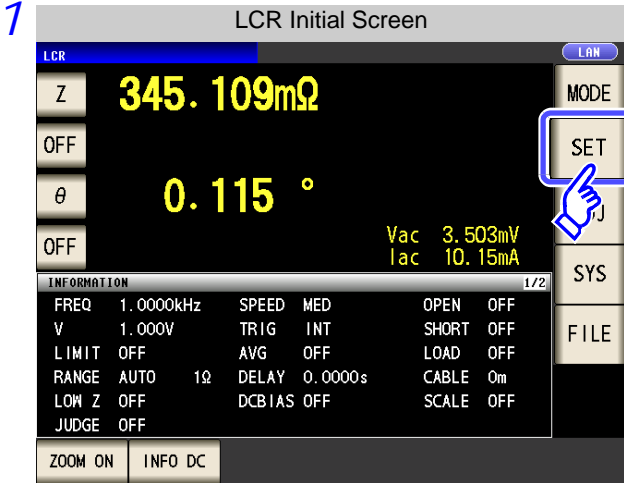 1
LCR Initial Screen
LCR
LAN
Z 345.109mΩ
MODE
OFF
SET
θ 0.115 °
OFF
Vac 3.503mV
Iac 10.15mA
SYS
INFORMATION 1/2
FREQ 1.0000kHz SPEED MED OPEN OFF
V 1.000V TRIG INT SHORT OFF
FILE
LIMIT OFF AVG OFF LOAD OFF
RANGE AUTO 1Ω DELAY 0.0000s CABLE 0m
LOW Z OFF DCBIAS OFF SCALE OFF
JUDGE OFF
ZOOM ON INFO DC